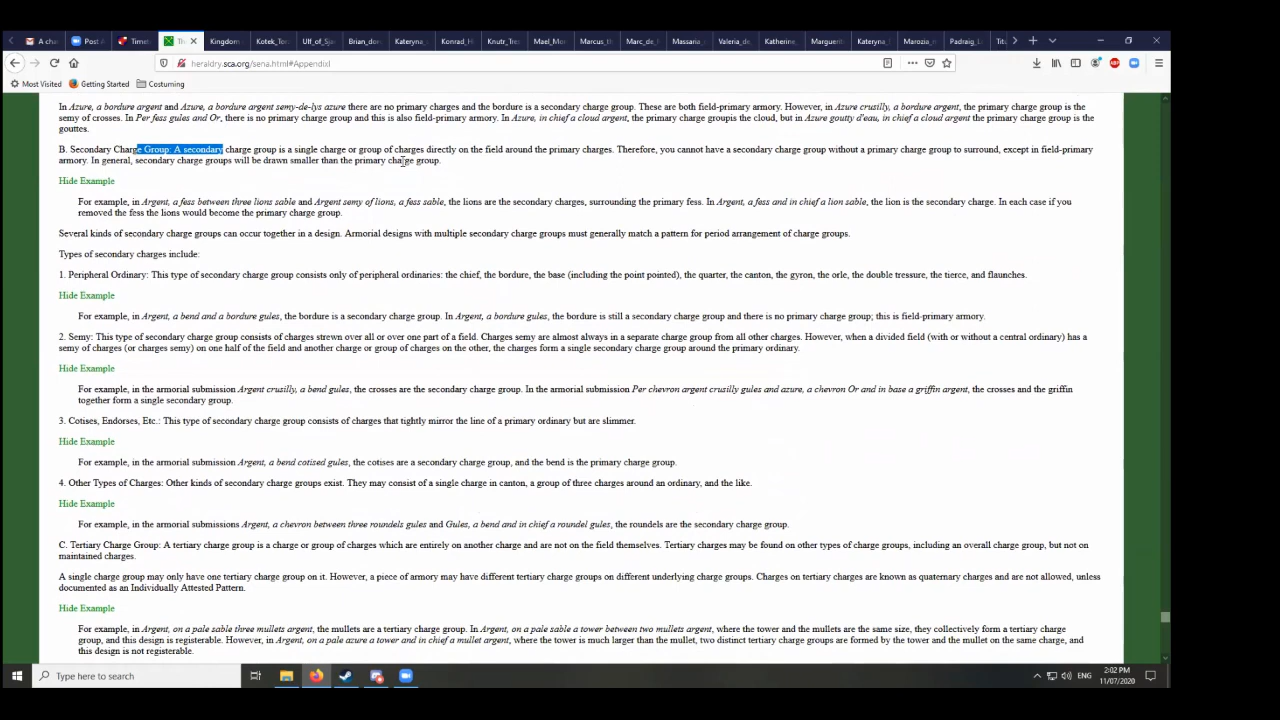 A cha
Post A
Timeli
Th
Kingdom
Kotek_Tor
Ulf_of_Sj
Brian_dor
Kateryna_
Konrad_H
Knutr_Tre
Mael_Mo
Marcus_th
Marc_de_
Massaria
Valeria_de
Katherine_
Marguerit
Kateryna_
Marozia_n
Padraig_L
Tit
heraldry.sca.org/sena.html#AppendixI
Most Visited
Getting Started
Costuming
In Azure, a bordure argent and Azure, a bordure argent semy-de-lys azure there are no primary charges and the bordure is a secondary charge group. These are both field-primary armory. However, in Azure crusilly, a bordure argent, the primary charge group is the
semy of crosses. In Per fess gules and Or, there is no primary charge group and this is also field-primary armory. In Azure, in chief a cloud argent, the primary charge group is the cloud, but in Azure goutty d'eau, in chief a cloud argent the primary charge group is the
gouttes.
B. Secondary Charge Group: A secondary charge group is a single charge or group of charges directly on the field around the primary charges. Therefore, you cannot have a secondary charge group without a primary charge group to surround, except in field-primary
armory. In general, secondary charge groups will be drawn smaller than the primary charge group.
Hide Example
For example, in Argent, a fess between three lions sable and Argent semy of lions, a fess sable, the lions are the secondary charges, surrounding the primary fess. In Argent, a fess and in chief a lion sable, the lion is the secondary charge. In each case if you
removed the fess the lions would become the primary charge group.
Several kinds of secondary charge groups can occur together in a design. Armorial designs with multiple secondary charge groups must generally match a pattern for period arrangement of charge groups.
Types of secondary charges include:
1. Peripheral Ordinary: This type of secondary charge group consists only of peripheral ordinaries: the chief, the bordure, the base (including the point pointed), the quarter, the canton, the gyron, the orle, the double tressure, the tierce, and flaunches.
Hide Example
For example, in Argent, a bend and a bordure gules, the bordure is a secondary charge group. In Argent, a bordure gules, the bordure is still a secondary charge group and there is no primary charge group; this is field-primary armory.
2. Semy: This type of secondary charge group consists of charges strewn over all or over one part of a field. Charges semy are almost always in a separate charge group from all other charges. However, when a divided field (with or without a central ordinary) has a
semy of charges (or charges semy) on one half of the field and another charge or group of charges on the other, the charges form a single secondary charge group around the primary ordinary.
Hide Example
For example, in the armorial submission Argent crusilly, a bend gules, the crosses are the secondary charge group. In the armorial submission Per chevron argent crusilly gules and azure, a chevron Or and in base a griffin argent, the crosses and the griffin
together form a single secondary group.
3. Cotises, Endorses, Etc.: This type of secondary charge group consists of charges that tightly mirror the line of a primary ordinary but are slimmer.
Hide Example
For example, in the armorial submission Argent, a bend cotised gules, the cotises are a secondary charge group, and the bend is the primary charge group.
4. Other Types of Charges: Other kinds of secondary charge groups exist. They may consist of a single charge in canton, a group of three charges around an ordinary, and the like.
Hide Example
For example, in the armorial submissions Argent, a chevron between three roundels gules and Gules, a bend and in chief a roundel gules, the roundels are the secondary charge group.
C. Tertiary Charge Group: A tertiary charge group is a charge or group of charges which are entirely on another charge and are not on the field themselves. Tertiary charges may be found on other types of charge groups, including an overall charge group, but not on
maintained charges.
A single charge group may only have one tertiary charge group on it. However, a piece of armory may have different tertiary charge groups on different underlying charge groups. Charges on tertiary charges are known as quaternary charges and are not allowed, unless
documented as an Individually Attested Pattern.
Hide Example
For example, in Argent, on a pale sable three mullets argent, the mullets are a tertiary charge group. In Argent, on a pale sable a tower between two mullets argent, where the tower and the mullets are the same size, they collectively form a tertiary charge
group, and this design is registerable. However, in Argent, on a pale azure a tower and in chief a mullet argent, where the tower is much larger than the mullet, two distinct tertiary charge groups are formed by the tower and the mullet on the same charge, and
this design is not registerable.
Type here to search
ENG
2:02 PM
11/07/2020